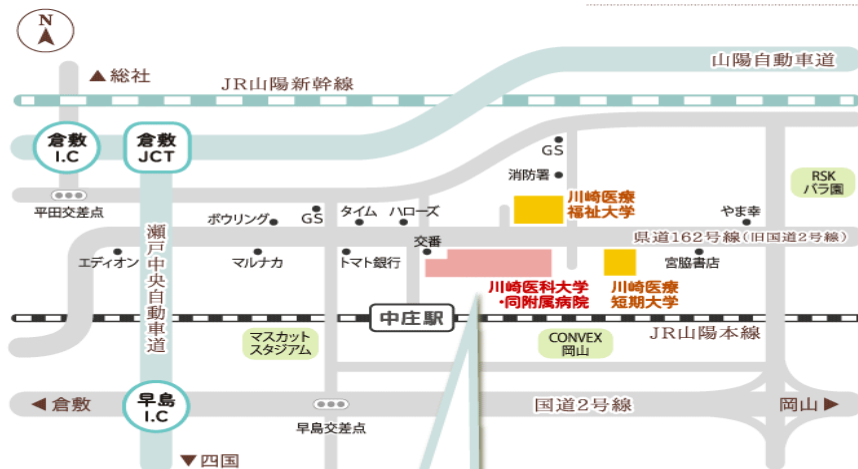 N
▲総社
JR山陽新幹線
山陽自動車道
倉敷
I.C
倉敷
JCT
GS
消防署
RSK
バラ園
平田交差点
ボウリング
GS
タイム
ハローズ
川崎医療
福祉大学
やま幸
瀬戸中央自動車道
交番
県道162号線(旧国道2号線)
エディオン
マルナカ
トマト銀行
宮脇書店
川崎医科大学
・同附属病院
川崎医療
短期大学
中庄駅
JR山陽本線
マスカット
スタジアム
CONVEX
岡山
◀倉敷
早島
I.C
国道2号線
岡山▶
早島交差点
▼四国